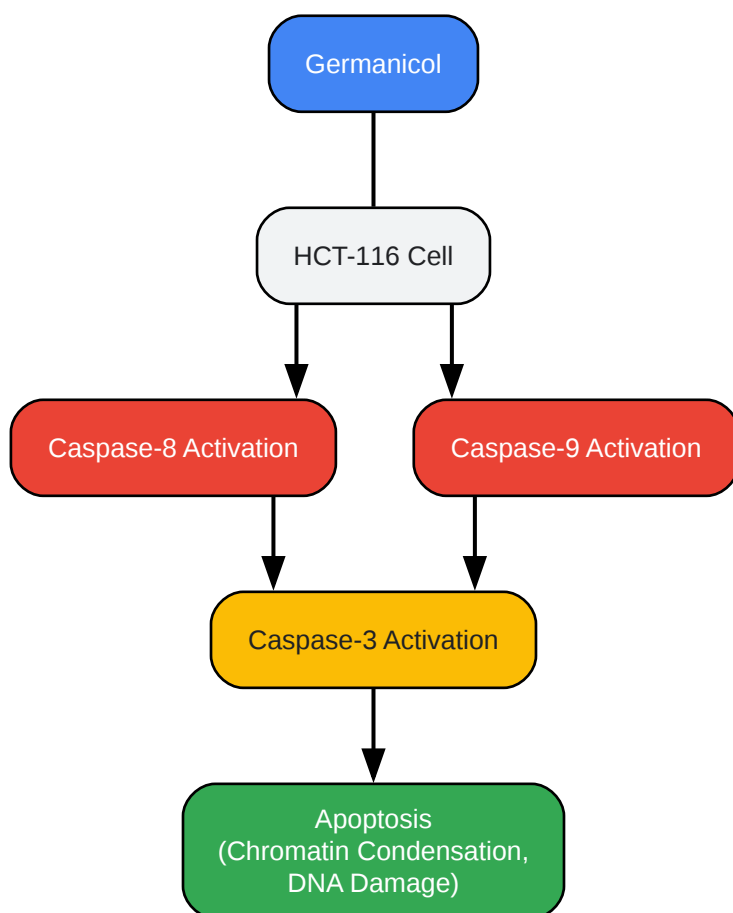 Germanicol
HCT-116 Cell
Caspase-8 Activation
Caspase-9 Activation
Caspase-3 Activation
Apoptosis
(Chromatin Condensation,
DNA Damage)